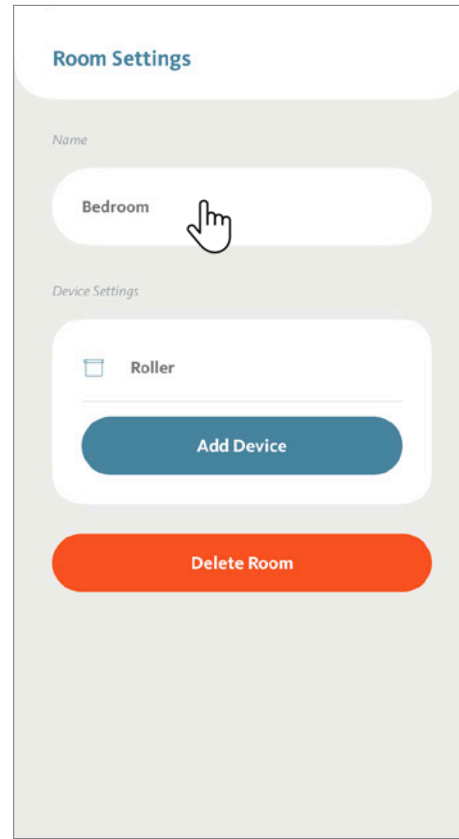 Room Settings
Name
Bedroom
Device Settings
Roller
Add Device
Delete Room